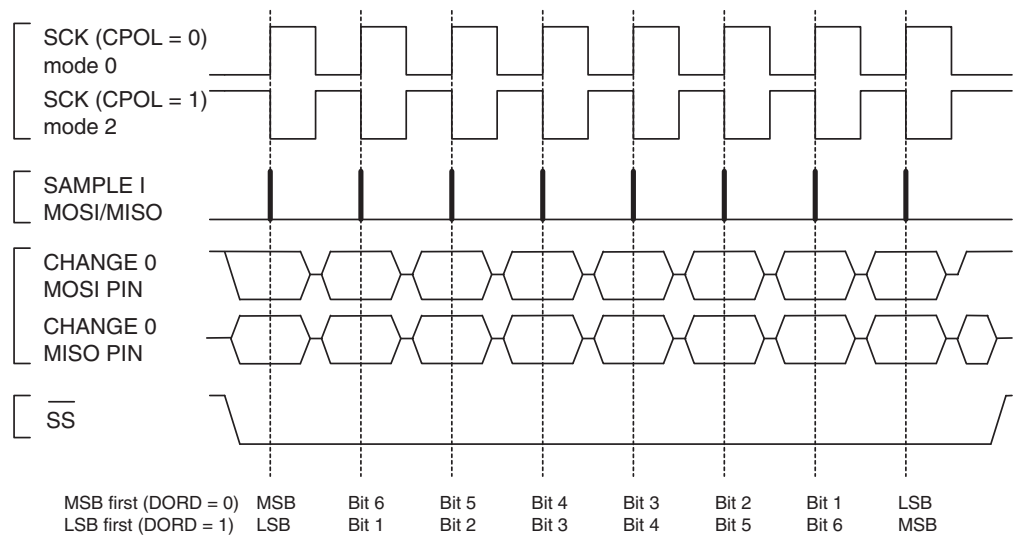 SCK (CPOL = 0)
mode 0
SCK (CPOL = 1)
mode 2
SAMPLE I
MOSI/MISO
CHANGE 0
MOSI PIN
CHANGE 0
MISO PIN
SS
MSB first (DORD = 0) MSB Bit 6 Bit 5 Bit 4 Bit 3 Bit 2 Bit 1 LSB
LSB first (DORD = 1) LSB Bit 1 Bit 2 Bit 3 Bit 4 Bit 5 Bit 6 MSB